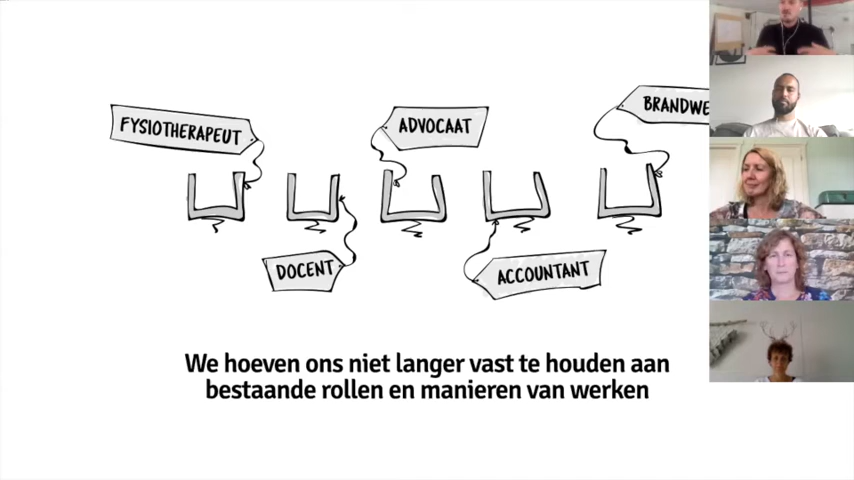 FYSIOTHERAPEUT
ADVOCAAT
DOCENT
ACCOUNTANT
We hoeven ons niet langer vast te houden aan
bestaande rollen en manieren van werken